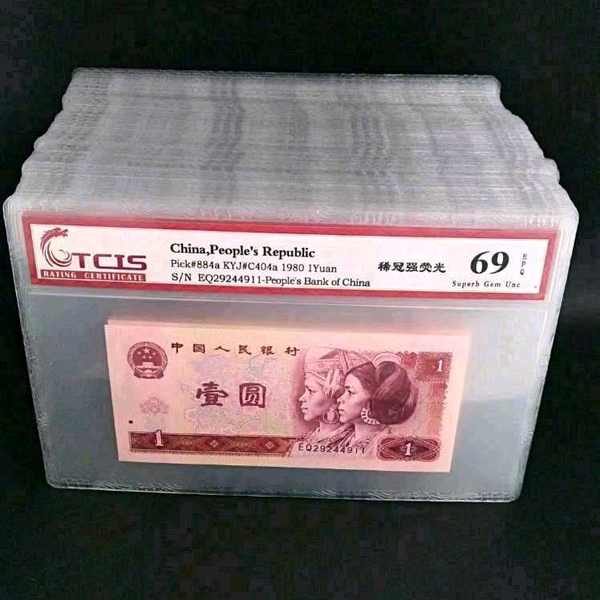 TCIS
RATING CERTIFICATE
China,People's Republic
Pick#884a KYJ#C404a 1980 1Yuan
S/N EQ29244911-People's Bank of China
稀冠强荧光
69
EPQ
Superb Gem Unc
中国人民银行
壹圆
1
EQ29244911
1
1